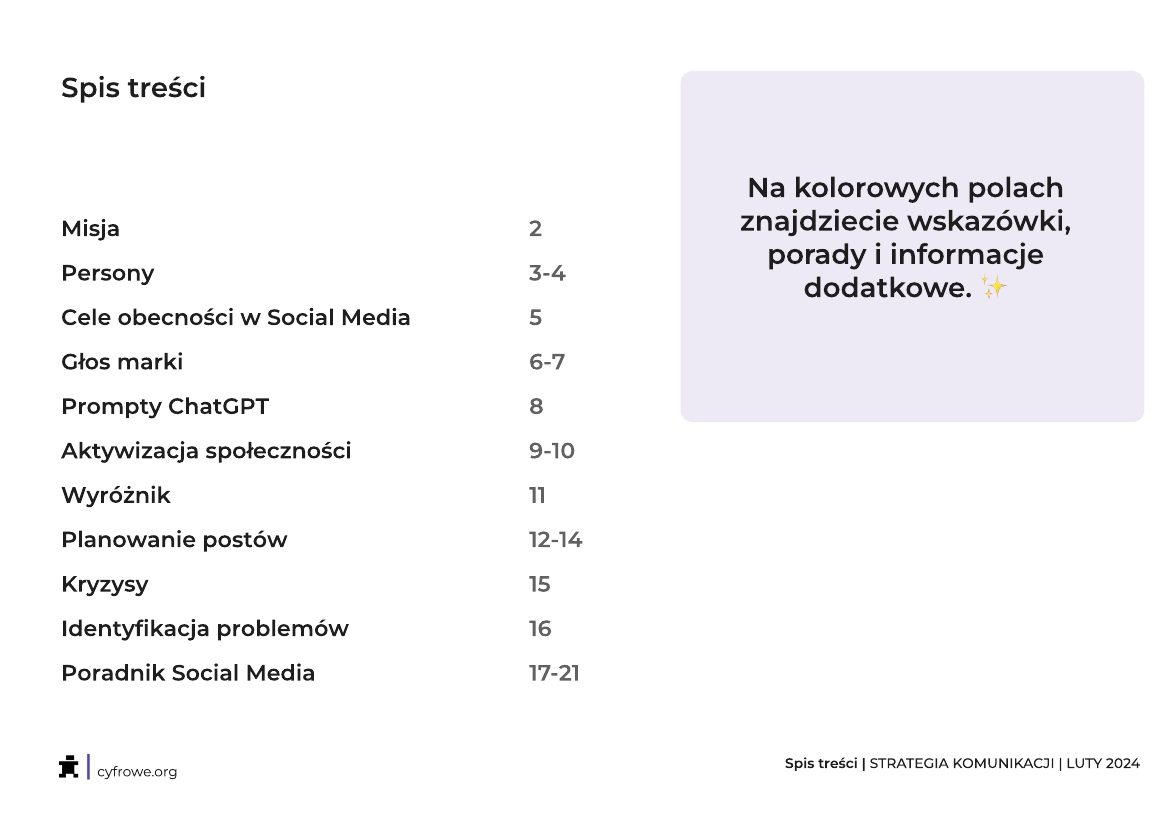 Spis treści
Misja 2
Persony 3-4
Cele obecności w Social Media 5
Głos marki 6-7
Prompty ChatGPT 8
Aktywizacja społeczności 9-10
Wyróżnik 11
Planowanie postów 12-14
Kryzysy 15
Identyfikacja problemów 16
Poradnik Social Media 17-21
Na kolorowych polach
znajdziecie wskazówki,
porady i informacje
dodatkowe. ✨
cyfrowe.org
Spis treści | STRATEGIA KOMUNIKACJI | LUTY 2024